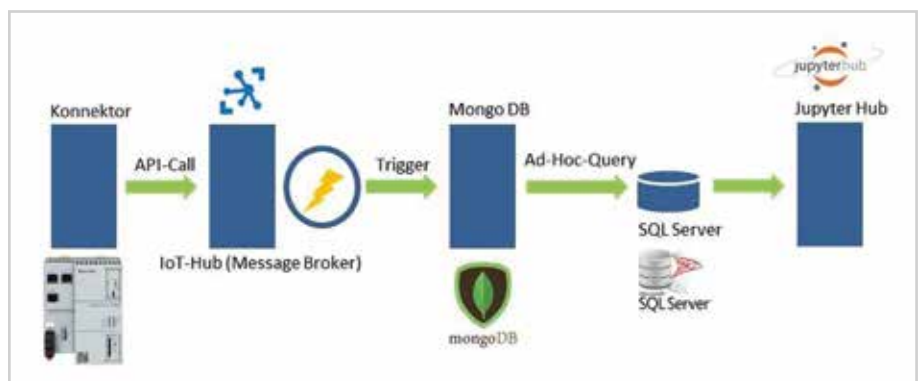 jupyterhub
Konnektor
Mongo DB
Jupyter Hub
API-Call
Trigger
Ad-Hoc-Query
IoT-Hub (Message Broker)
SQL Server
SQL Server
mongoDB